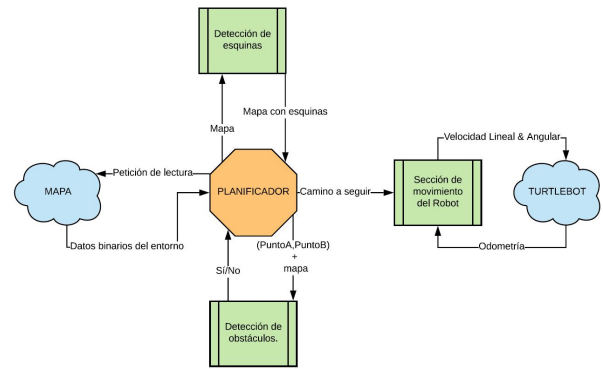 Detección de
esquinas
Mapa con esquinas
Mapa
Velocidad Lineal & Angular
Petición de lectura
MAPA
PLANIFICADOR
Camino a seguir
Sección de
movimiento
del Robot
TURTLEBOT
Datos binarios del entorno
(PuntoA,PuntoB)
+
mapa
Odometría
Sí/No
Detección de
obstáculos.